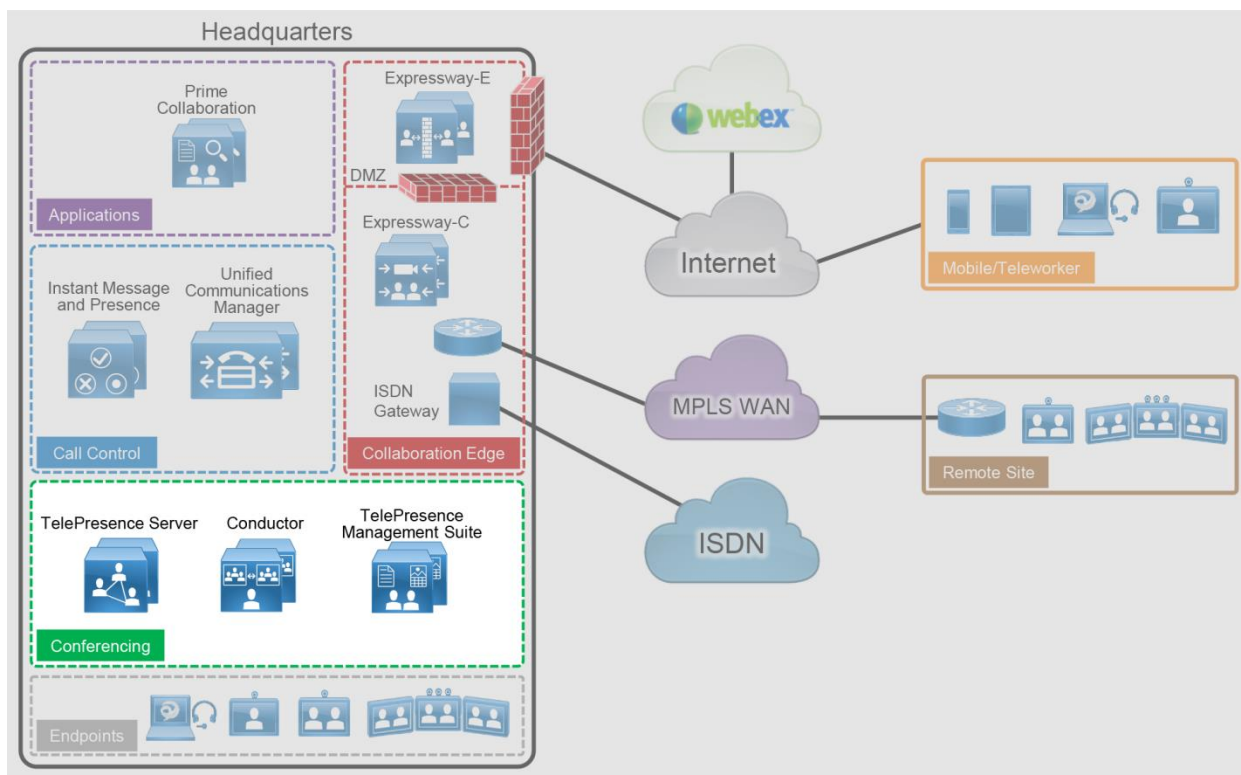 Headquarters
Prime
Collaboration
Applications
Expressway-E
DMZ
Expressway-C
ISDN
Gateway
Collaboration Edge
Instant Message
and Presence
Unified
Communications
Manager
Call Control
TelePresence Server
Conductor
TelePresence
Management Suite
Conferencing
Endpoints
webex
Internet
MPLS WAN
ISDN
Mobile/Teleworker
Remote Site